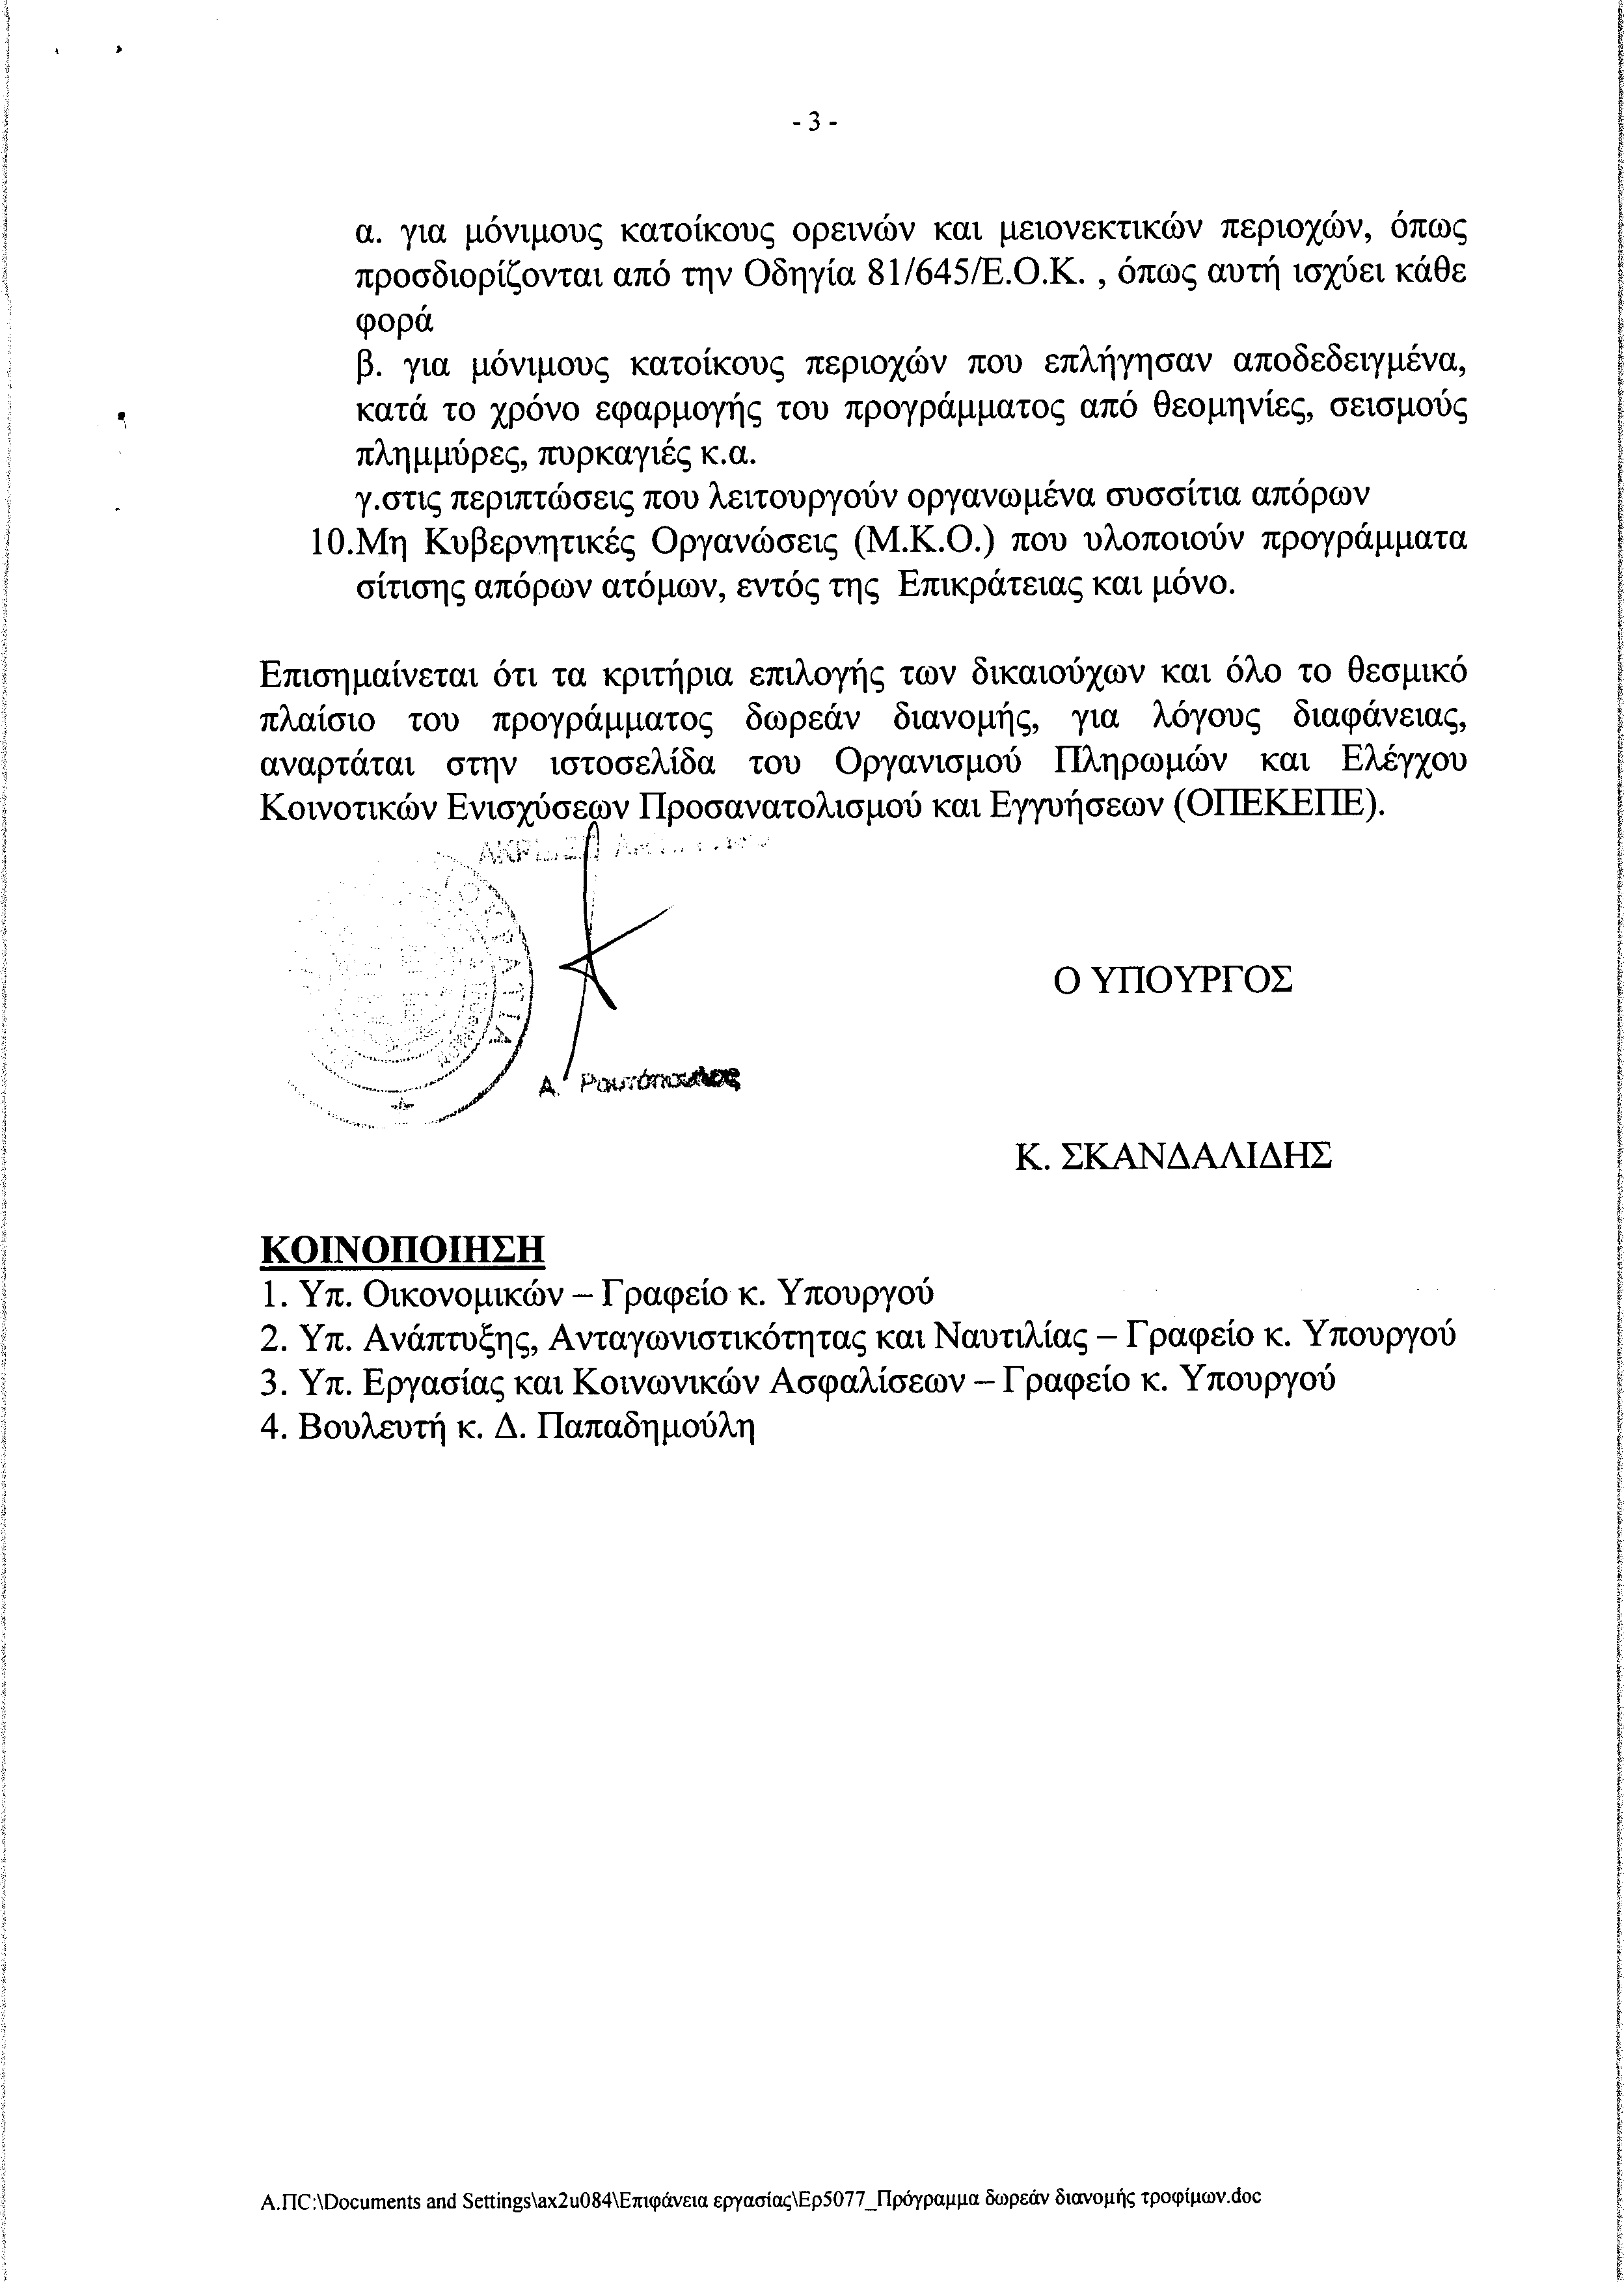 - 3 -
α. για μόνιμους κατοίκους ορεινών και μειονεκτικών περιοχών, όπως
προσδιορίζονται από την Οδηγία 81/645/Ε.Ο.Κ. , όπως αυτή ισχύει κάθε
φορά
β. για μόνιμους κατοίκους περιοχών που επλήγησαν αποδεδειγμένα,
κατά το χρόνο εφαρμογής του προγράμματος από θεομηνίες, σεισμούς
πλημμύρες, πυρκαγιές κ.α.
γ.στις περιπτώσεις που λειτουργούν οργανωμένα συσσίτια απόρων
10.Μη Κυβερνητικές Οργανώσεις (Μ.Κ.Ο.) που υλοποιούν προγράμματα
σίτισης απόρων ατόμων, εντός της Επικράτειας και μόνο.
Επισημαίνεται ότι τα κριτήρια επιλογής των δικαιούχων και όλο το θεσμικό
πλαίσιο του προγράμματος δωρεάν διανομής, για λόγους διαφάνειας,
αναρτάται στην ιστοσελίδα του Οργανισμού Πληρωμών και Ελέγχου
Κοινοτικών Ενισχύσεων Προσανατολισμού και Εγγυήσεων (ΟΠΕΚΕΠΕ).
Ο ΥΠΟΥΡΓΟΣ
Α.
Κ. ΣΚΑΝΔΑΛΙΔΗΣ
ΚΟΙΝΟΠΟΙΗΣΗ
1. Υπ. Οικονομικών – Γραφείο κ. Υπουργού
2. Υπ. Ανάπτυξης, Ανταγωνιστικότητας και Ναυτιλίας – Γραφείο κ. Υπουργού
3. Υπ. Εργασίας και Κοινωνικών Ασφαλίσεων – Γραφείο κ. Υπουργού
4. Βουλευτή κ. Δ. Παπαδημούλη
Α.ΠC:\Documents and Settings\ax2u084\Επιφάνεια εργασίας\Ερ5077_Πρόγραμμα δωρεάν διανομής τροφίμων.doc